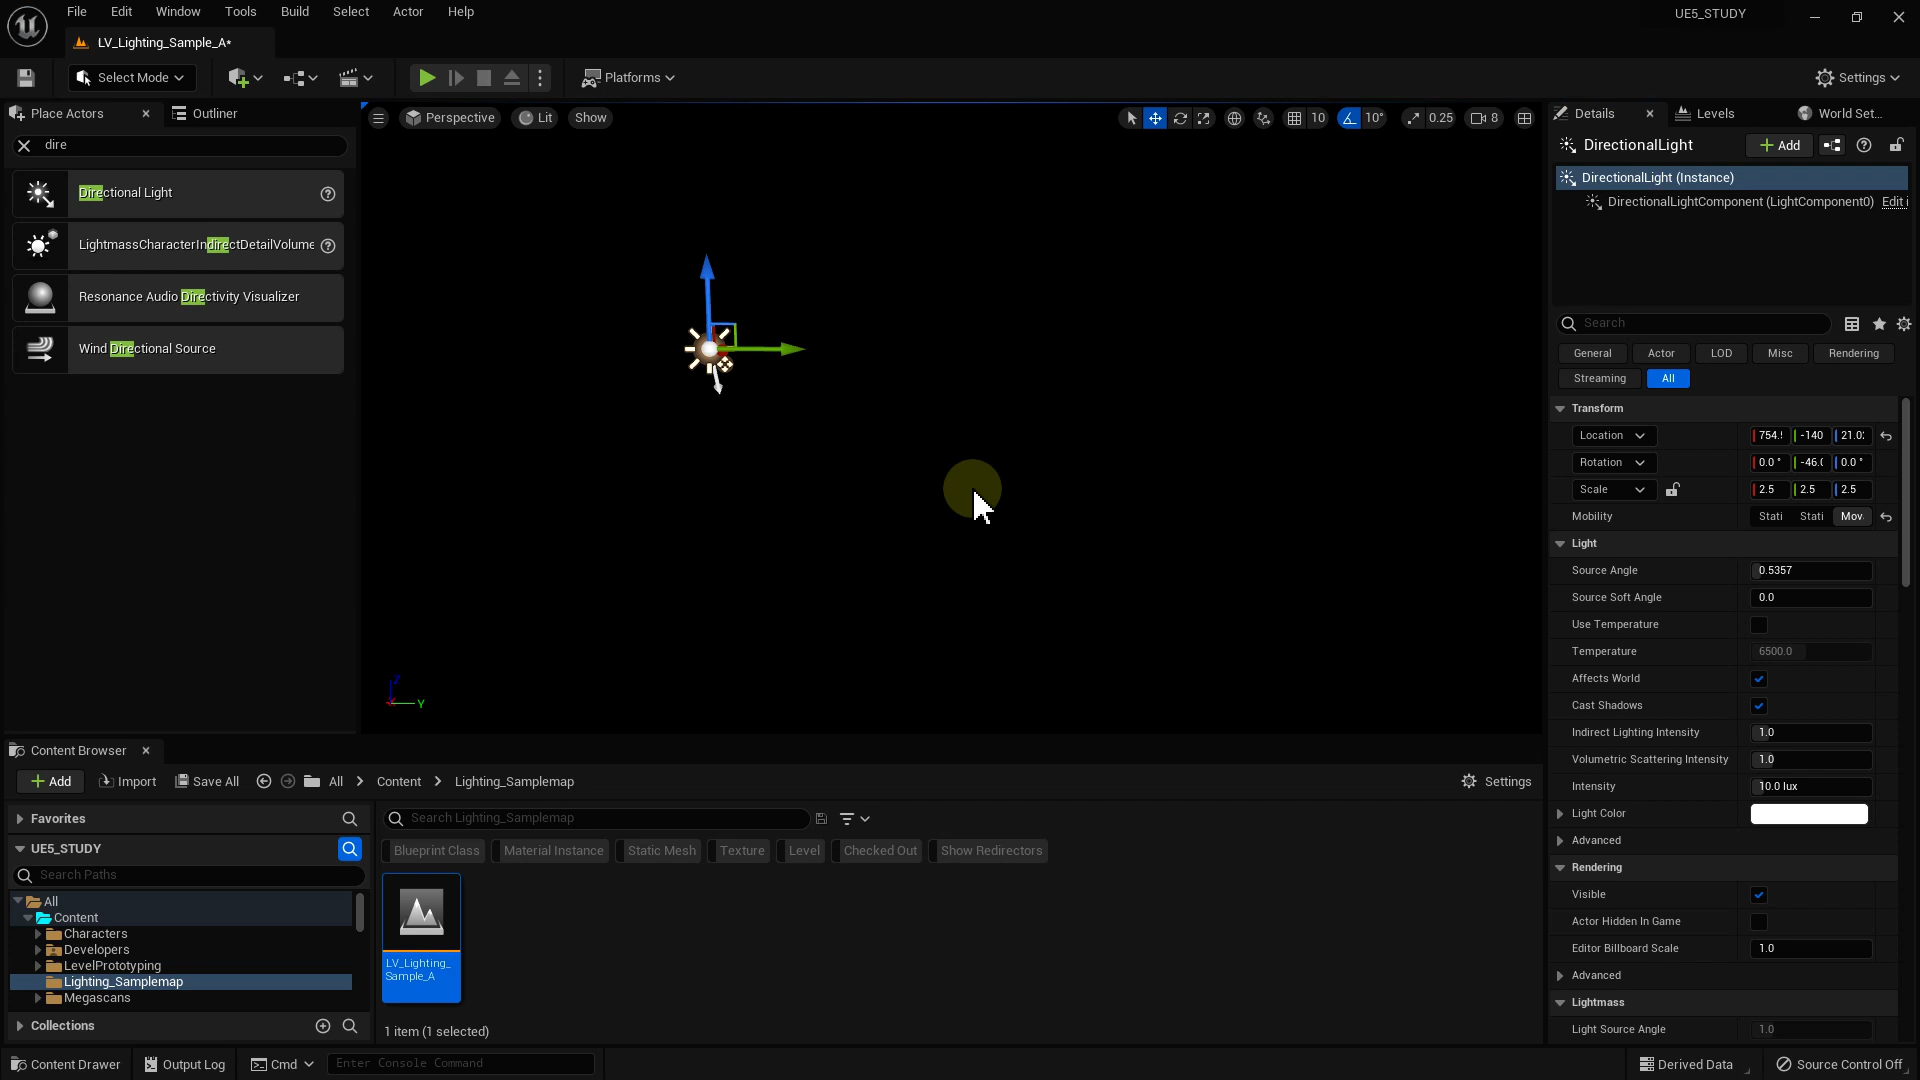 File Edit Window Tools Build Select Actor Help
UE5_STUDY
LV_Lighting_Sample_A*
Select Mode
Platforms
Settings
Place Actors
Outliner
dire
Directional Light
LightmassCharacterIndirectDetailVolume
Resonance Audio Directivity Visualizer
Wind Directional Source
Perspective
Lit
Show
10
10°
0.25
8
Z
Y
Details
Levels
World Set...
DirectionalLight
Add
DirectionalLight (Instance)
DirectionalLightComponent (LightComponent0) Edit i
Search
General Actor LOD Misc Rendering
Streaming All
Transform
Location 754. -140 21.0
Rotation 0.0 ° -46.0 0.0 °
Scale 2.5 2.5 2.5
Mobility Stati Stati Mov
Light
Source Angle 0.5357
Source Soft Angle 0.0
Use Temperature
Temperature 6500.0
Affects World
Cast Shadows
Indirect Lighting Intensity 1.0
Volumetric Scattering Intensity 1.0
Intensity 10.0 lux
Light Color
Advanced
Rendering
Visible
Actor Hidden In Game
Editor Billboard Scale 1.0
Advanced
Lightmass
Light Source Angle 1.0
Content Browser
Add Import Save All All Content Lighting_Samplemap
Settings
Favorites
UE5_STUDY
Search Paths
All
Content
Characters
Developers
LevelPrototyping
Lighting_Samplemap
Megascans
Collections
Search Lighting_Samplemap
Blueprint Class Material Instance Static Mesh Texture Level Checked Out Show Redirectors
LV_Lighting_
Sample_A
1 item (1 selected)
Content Drawer
Output Log
Cmd
Enter Console Command
Derived Data
Source Control Off